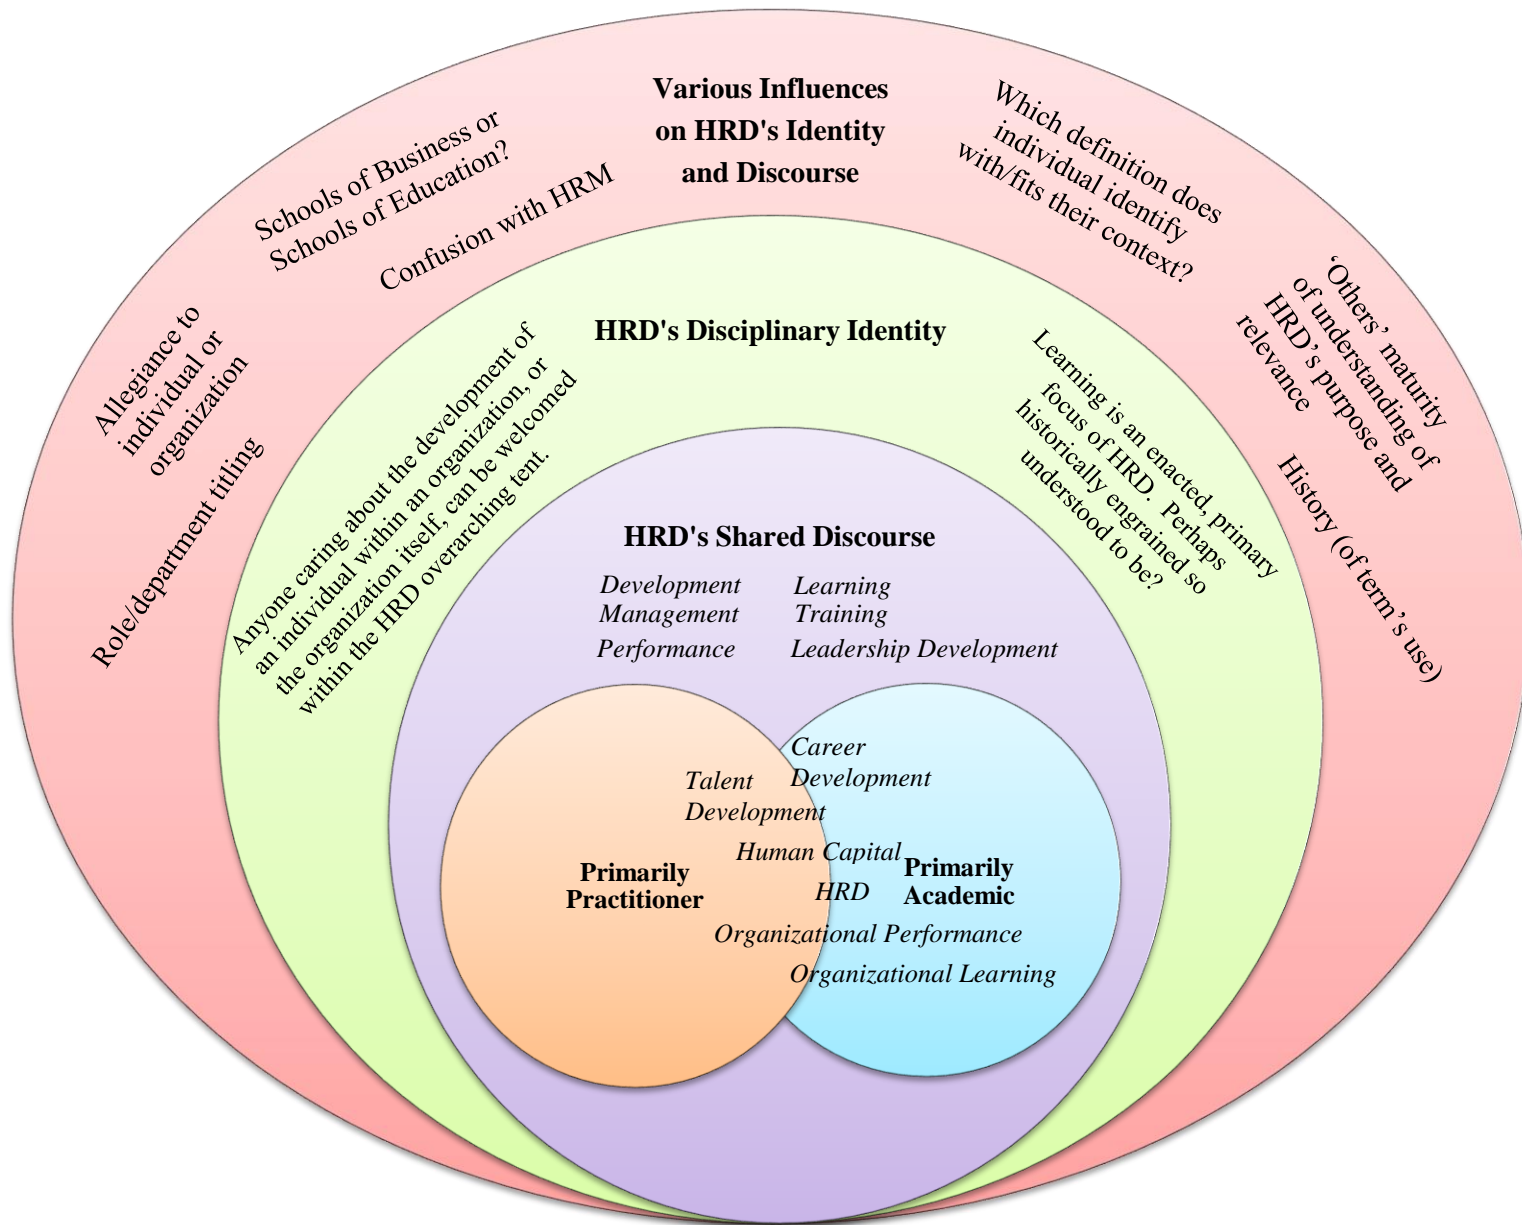 Various Influences
on HRD's Identity
and Discourse
Schools of Business or
Schools of Education?
Confusion with HRM
Allegiance to
individual or
organization
Role/department titling
Which definition does
individual identify
with/fits their context?
‘Others’ maturity
of understanding of
HRD’s purpose and
relevance
History (of term’s use)
HRD's Disciplinary Identity
Anyone caring about the development of
an individual within an organization, or
the organization itself, can be welcomed
within the HRD overarching tent.
Learning is an enacted, primary
focus of HRD.  Perhaps
historically engrained so
understood to be?
HRD's Shared Discourse
Development
Management
Performance
Learning
Training
Leadership Development
Career
Development
Talent
Development
Human Capital
HRD
Organizational Performance
Organizational Learning
Primarily
Practitioner
Primarily
Academic